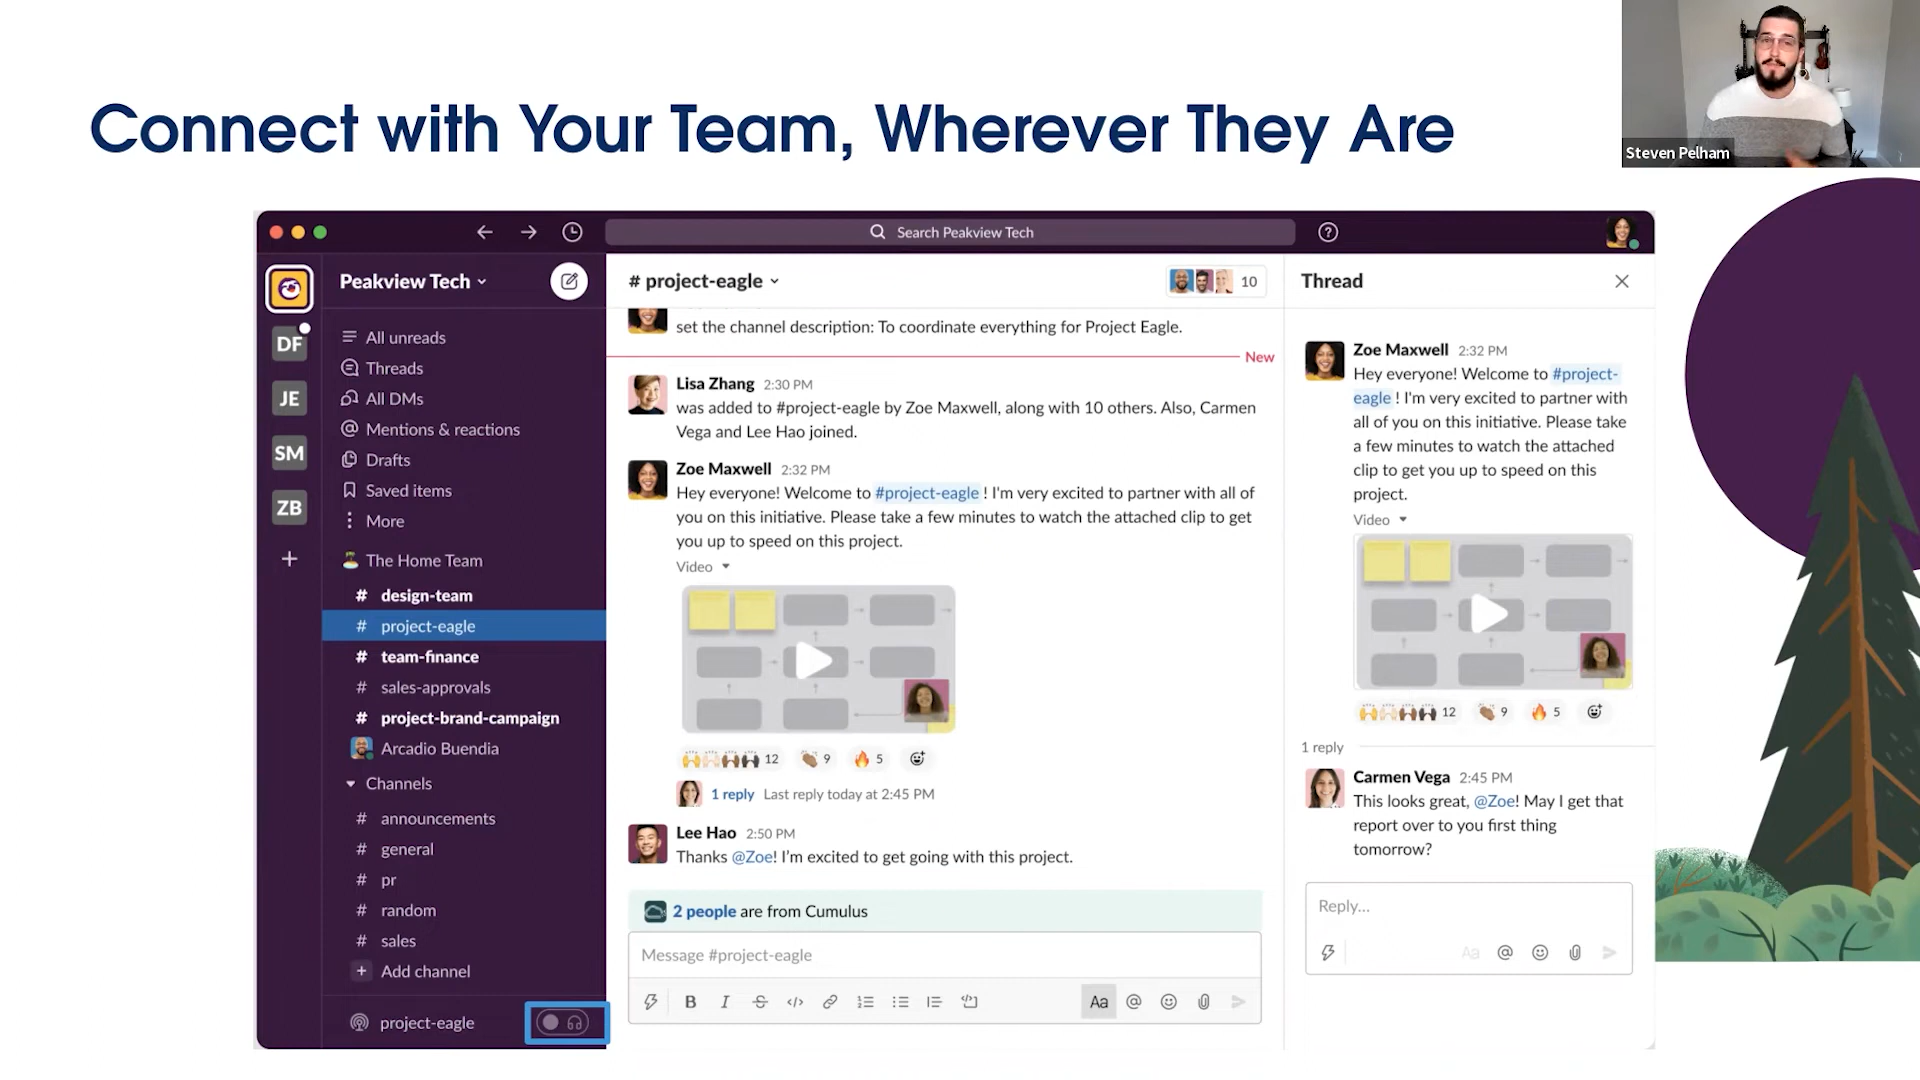 Connect with Your Team, Wherever They Are
Steven Pelham
Search Peakview Tech
Peakview Tech
DF
JE
SM
ZB
All unreads
Threads
All DMs
Mentions & reactions
Drafts
Saved items
More
The Home Team
# design-team
# project-eagle
# team-finance
# sales-approvals
# project-brand-campaign
Arcadio Buendia
Channels
# announcements
# general
# pr
# random
# sales
+ Add channel
project-eagle
# project-eagle
10
set the channel description: To coordinate everything for Project Eagle.
New
Lisa Zhang 2:30 PM
was added to #project-eagle by Zoe Maxwell, along with 10 others. Also, Carmen
Vega and Lee Hao joined.
Zoe Maxwell 2:32 PM
Hey everyone! Welcome to #project-eagle ! I'm very excited to partner with all of
you on this initiative. Please take a few minutes to watch the attached clip to get
you up to speed on this project.
Video
12 9 5
1 reply Last reply today at 2:45 PM
Lee Hao 2:50 PM
Thanks @Zoe! I'm excited to get going with this project.
2 people are from Cumulus
Message #project-eagle
B I S </> Aa @
Thread
Zoe Maxwell 2:32 PM
Hey everyone! Welcome to #project-
eagle ! I'm very excited to partner with
all of you on this initiative. Please take
a few minutes to watch the attached
clip to get you up to speed on this
project.
Video
12 9 5
1 reply
Carmen Vega 2:45 PM
This looks great, @Zoe! May I get that
report over to you first thing
tomorrow?
Reply...
Aa @